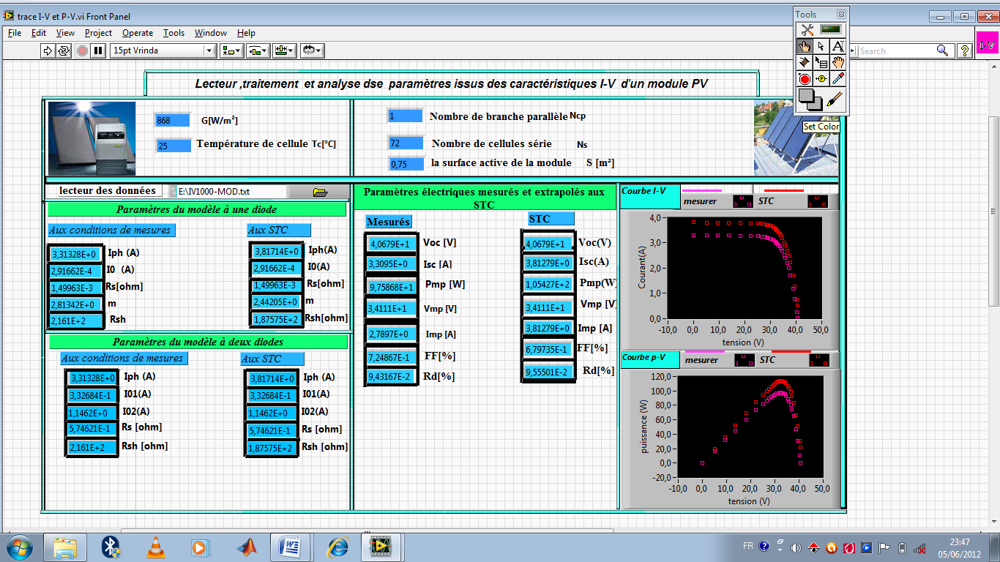 trace I-V et P-V.vi Front Panel
File Edit View Project Operate Tools Window Help
15pt Vrinda
Search
I-V
Tools
Set Color
Lecteur ,traitement et analyse dse paramètres issus des caractéristiques I-V d'un module PV
868 G[W/m²]
25 Température de cellule Tc[°C]
1 Nombre de branche parallèle Ncp
72 Nombre de cellules série Ns
0,75 la surface active de la module S [m²]
lecteur des données E:\IV1000-MOD.txt
Paramètres du modèle à une diode
Aux conditions de mesures Aux STC
3,31328E+0 Iph (A) 3,81714E+0 Iph(A)
2,91662E-4 I0 (A) 2,91662E-4 I0(A)
1,49963E-3 Rs[ohm] 1,49963E-3 Rs[ohm]
2,81342E+0 m 2,44205E+0 m
2,161E+2 Rsh 1,87575E+2 Rsh[ohm]
Paramètres du modèle à deux diodes
Aux conditions de mesures Aux STC
3,31328E+0 Iph (A) 3,81714E+0 Iph (A)
3,32684E-1 I01(A) 3,32684E-1 I01(A)
1,1462E+0 I02(A) 1,1462E+0 I02(A)
5,74621E-1 Rs [ohm] 5,74621E-1 Rs [ohm]
2,161E+2 Rsh [ohm] 1,87575E+2 Rsh [ohm]
Paramètres électriques mesurés et extrapolés aux
STC
Mesurés STC
4,0679E+1 Voc [V] 4,0679E+1 Voc(V)
3,3095E+0 Isc [A] 3,81279E+0 Isc(A)
9,75868E+1 Pmp [W] 1,05427E+2 Pmp(W
3,4111E+1 Vmp [V] 3,4111E+1 Vmp [V]
2,7897E+0 Imp [A] 3,81279E+0 Imp [A]
7,24867E-1 FF[%] 6,79735E-1 FF[%]
9,43167E-2 Rd[%] 9,55501E-2 Rd[%]
Courbe I-V mesurer STC
4,0
3,0
2,0
1,0
0,0
Courant(A)
-10,0 0,0 10,0 20,0 30,0 40,0 50,0
tension (V)
Courbe p-V mesurer STC
120,0
100,0
80,0
60,0
40,0
20,0
0,0
-20,0
puissance (W)
-10,0 0,0 10,0 20,0 30,0 40,0 50,0
tension (V)
FR 23:47
05/06/2012